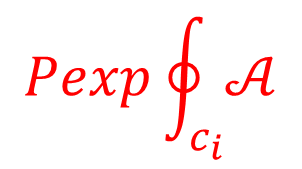 Pexp ∮_{c_i} 𝒜